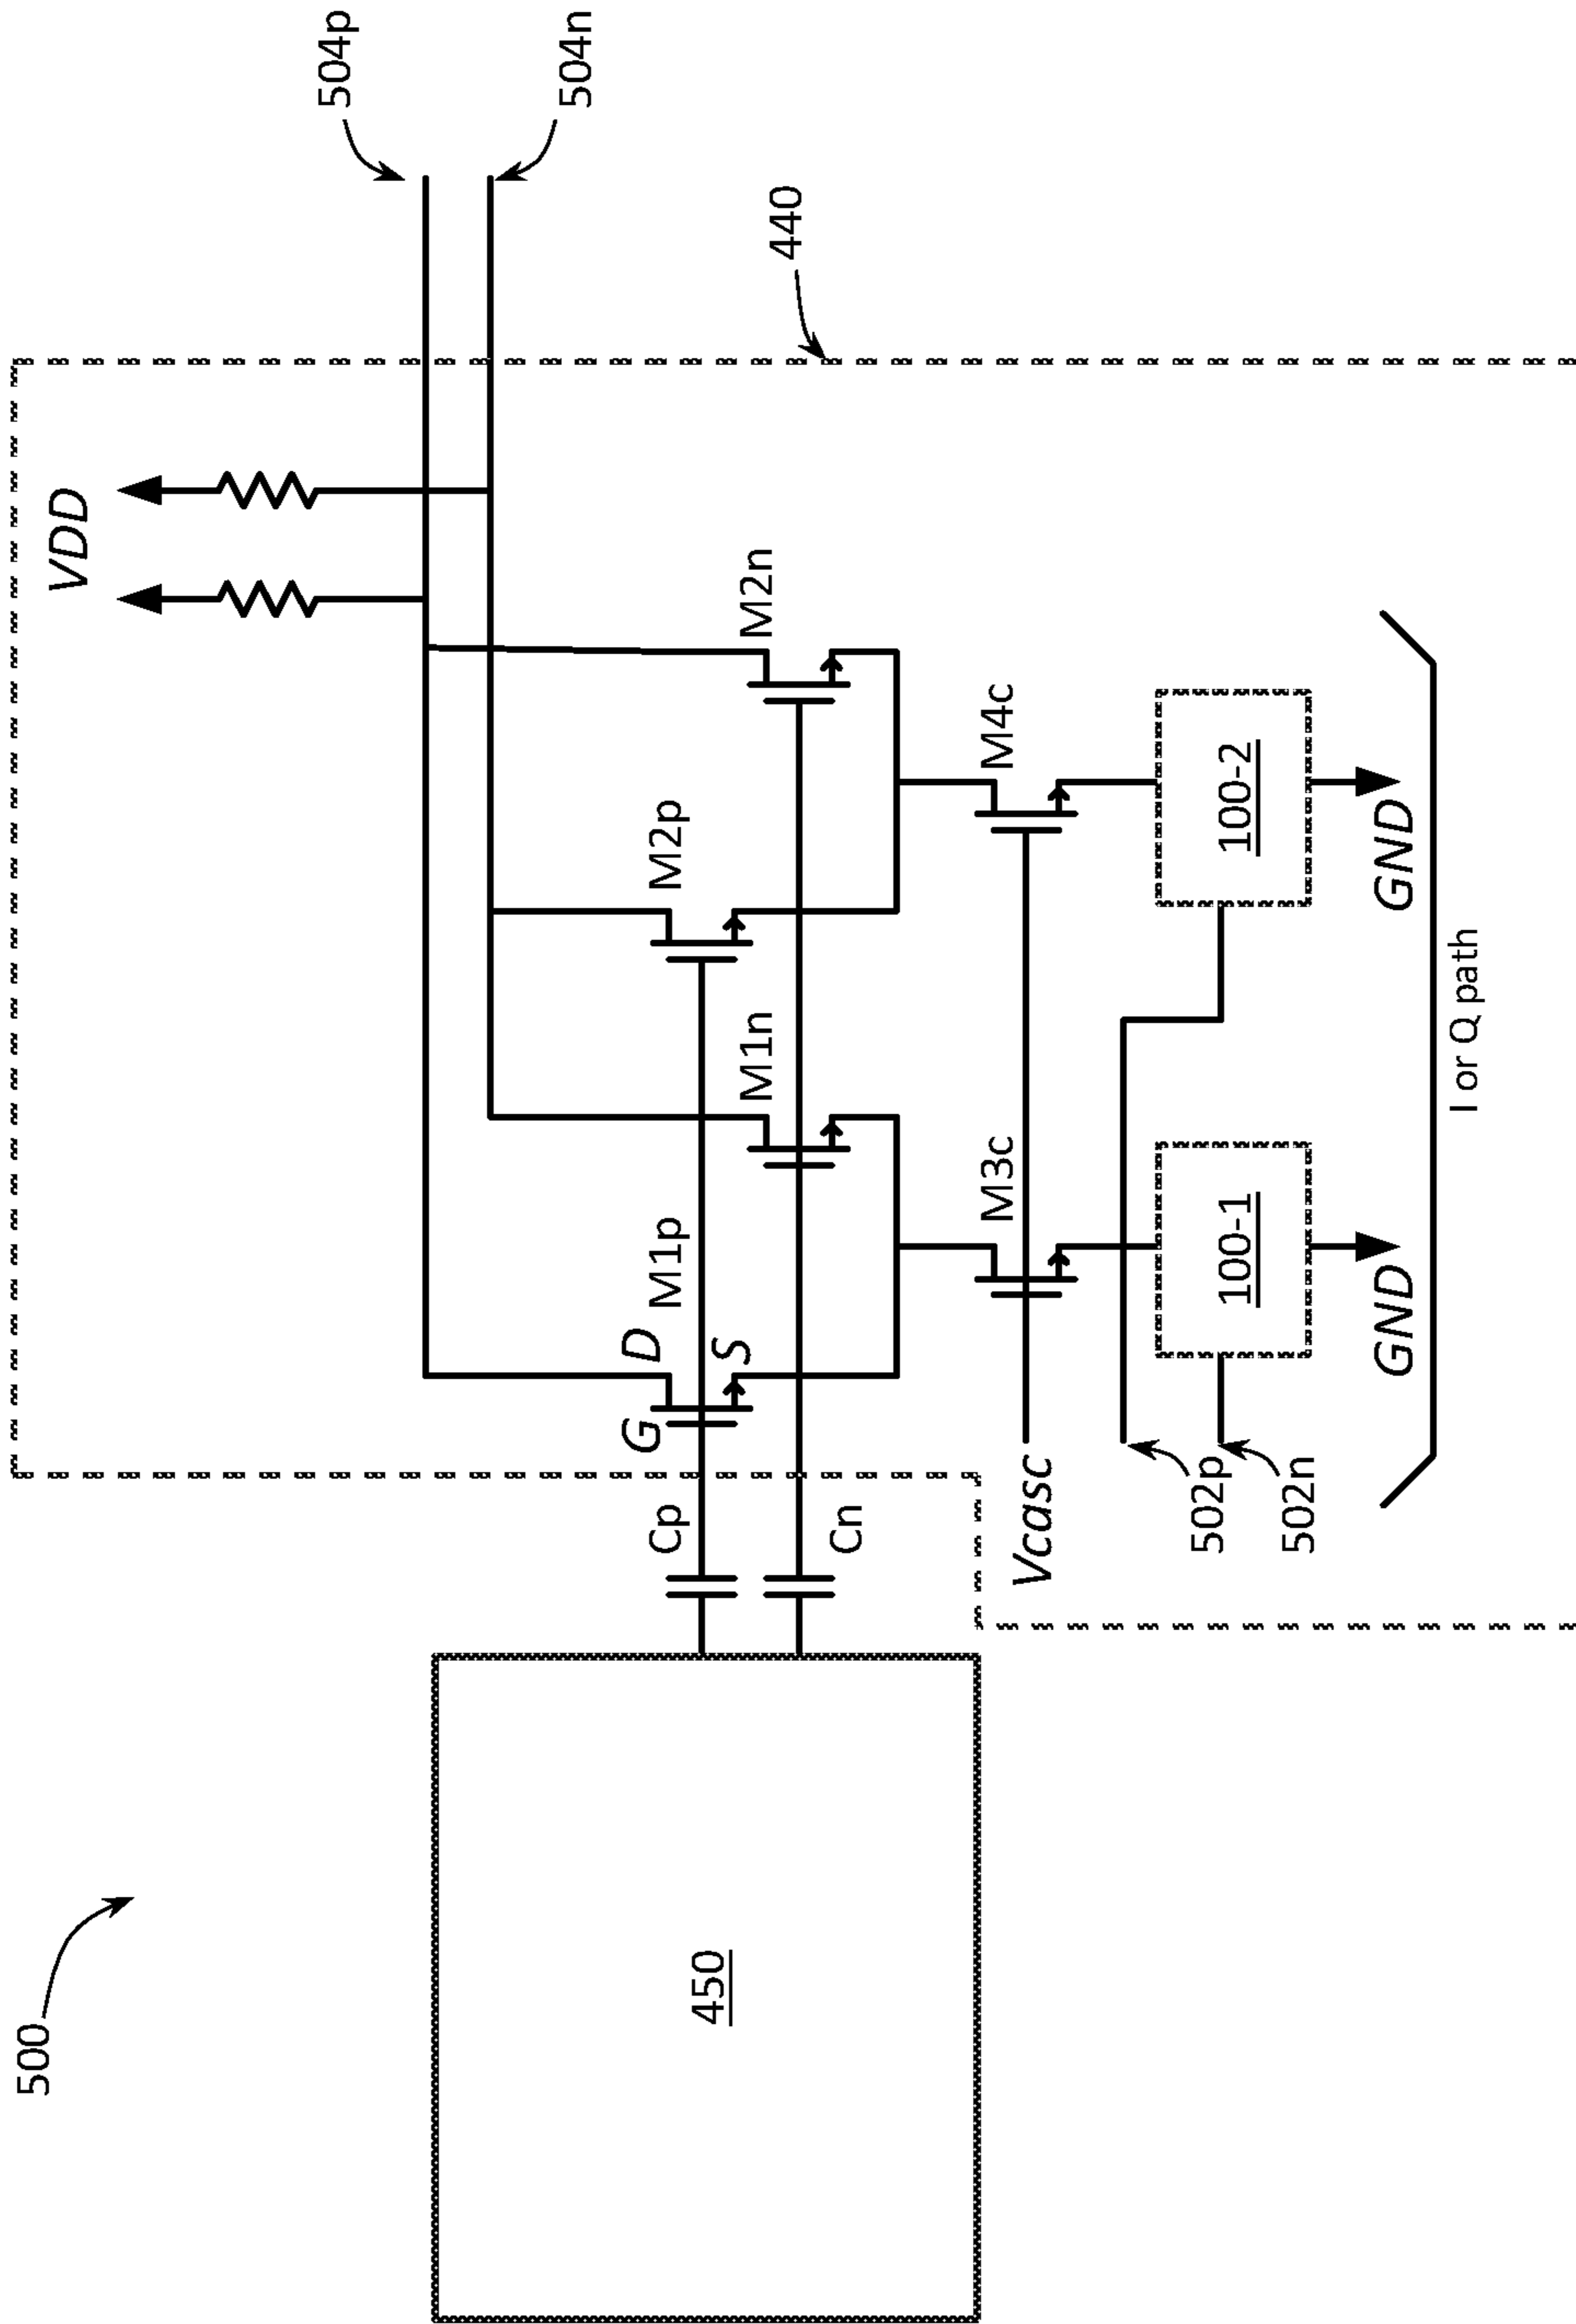 500
450
Cp
Cn
G
D
S
M1p
M1n
M2p
M2n
VDD
504p
504n
440
Vcasc
M3c
M4c
502p
502n
100-1
100-2
GND
GND
I or Q path